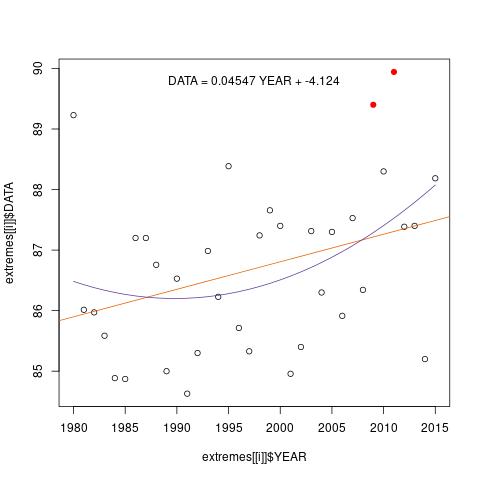 DATA = 0.04547 YEAR + -4.124
90
89
88
87
86
85
extremes[[i]]$DATA
1980 1985 1990 1995 2000 2005 2010 2015
extremes[[i]]$YEAR